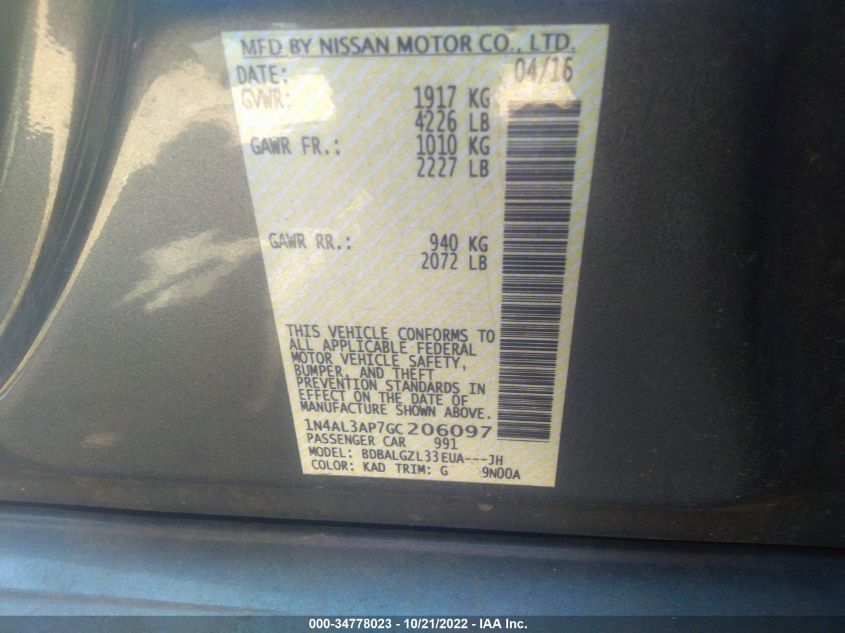 MFD BY NISSAN MOTOR CO., LTD.
DATE: 04/16
GVWR: 1917 KG
4226 LB
GAWR FR.: 1010 KG
2227 LB
GAWR RR.: 940 KG
2072 LB
THIS VEHICLE CONFORMS TO
ALL APPLICABLE FEDERAL
MOTOR VEHICLE SAFETY,
BUMPER, AND THEFT
PREVENTION STANDARDS IN
EFFECT ON THE DATE OF
MANUFACTURE SHOWN ABOVE.
1N4AL3AP7GC206097
PASSENGER CAR 991
MODEL: BDBALGZL33EUA---JH
COLOR: KAD TRIM: G 9N00A
000-34778023 - 10/21/2022 - IAA Inc.